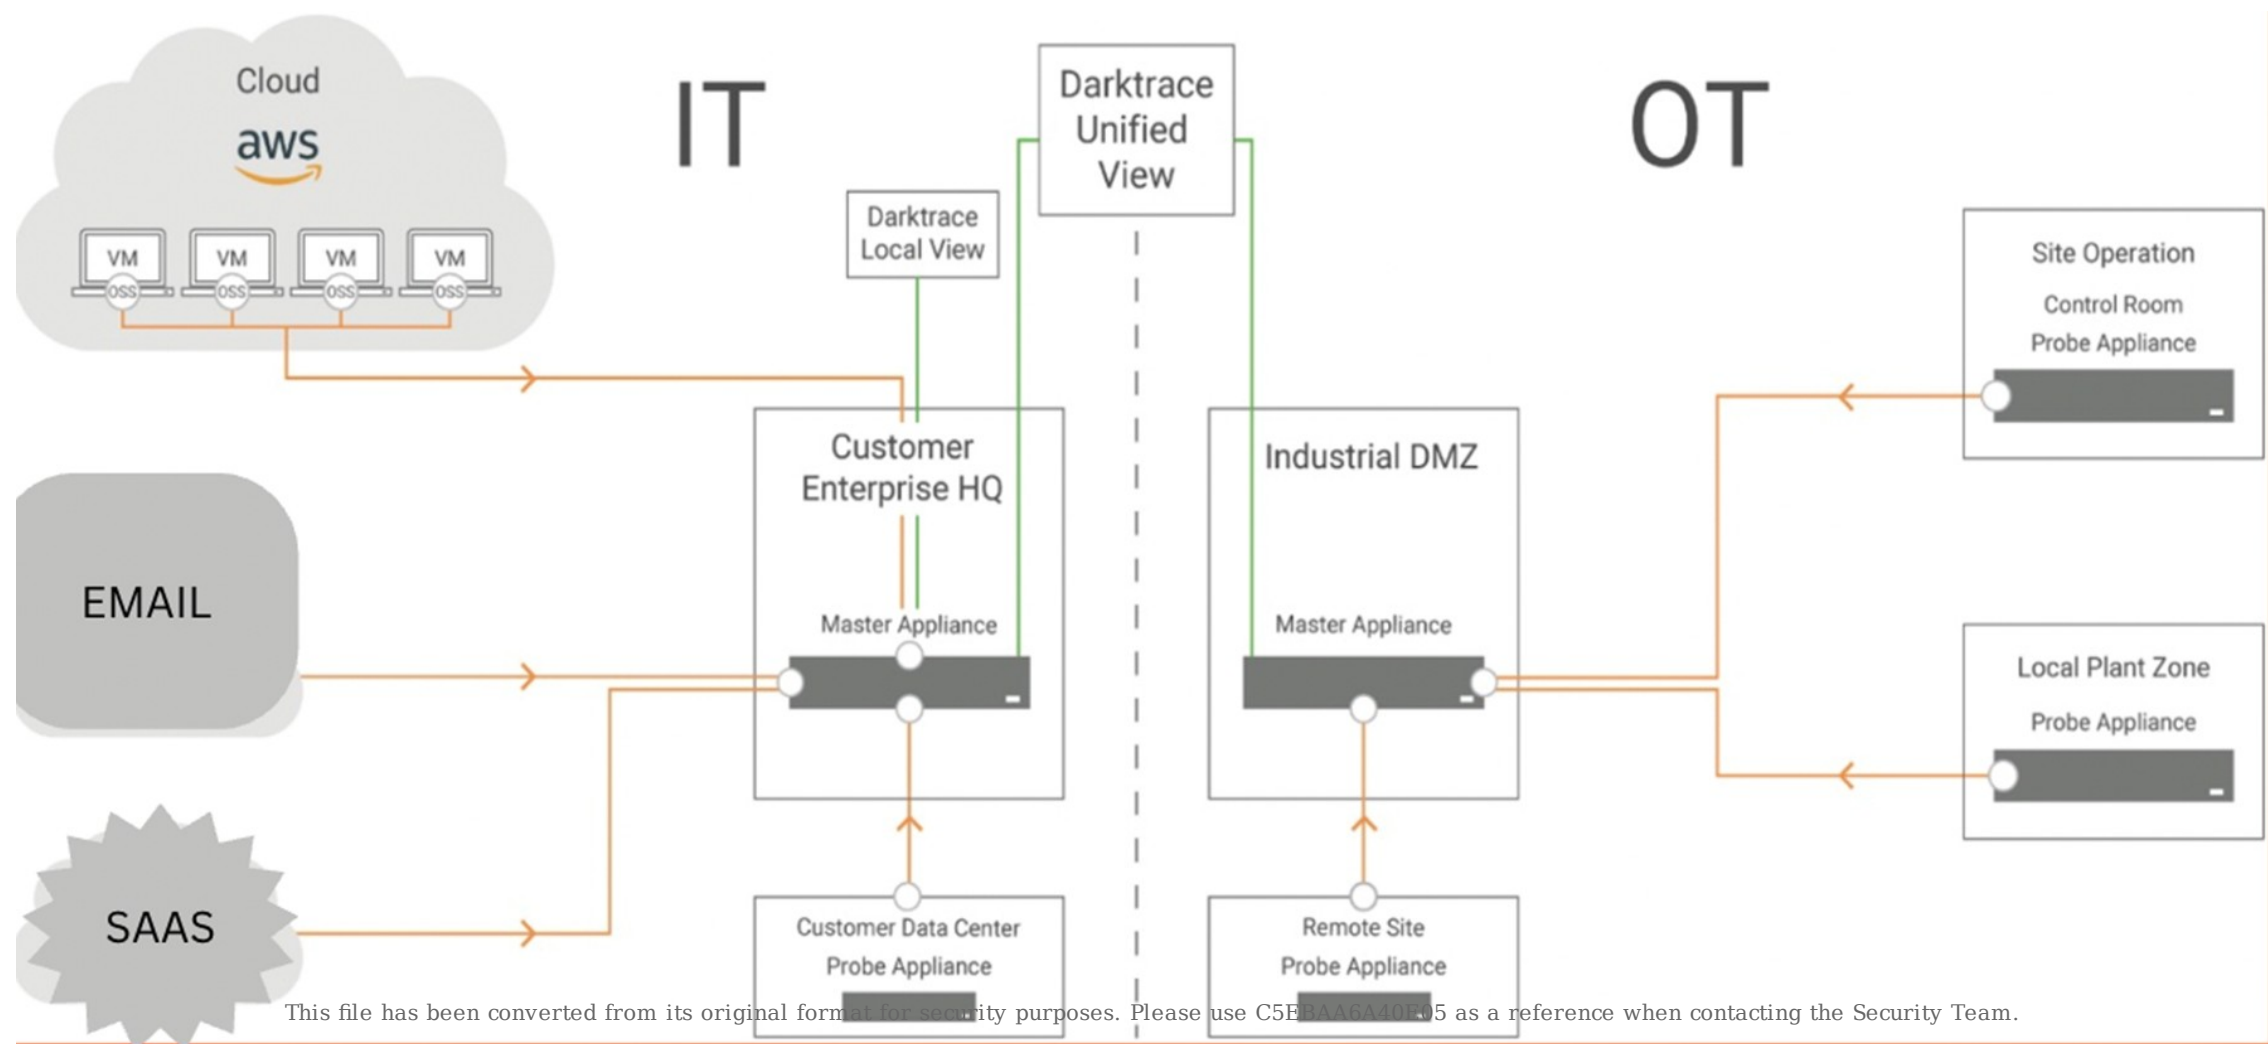 Cloud
aws
VM
VM
VM
VM
OSS
OSS
OSS
OSS
IT
Darktrace
Unified
View
OT
Darktrace
Local View
Site Operation
Control Room
Probe Appliance
Customer
Enterprise HQ
Master Appliance
Industrial DMZ
Master Appliance
EMAIL
Local Plant Zone
Probe Appliance
SAAS
Customer Data Center
Probe Appliance
Remote Site
Probe Appliance
This file has been converted from its original format for security purposes. Please use C5EBAA6A40E05 as a reference when contacting the Security Team.